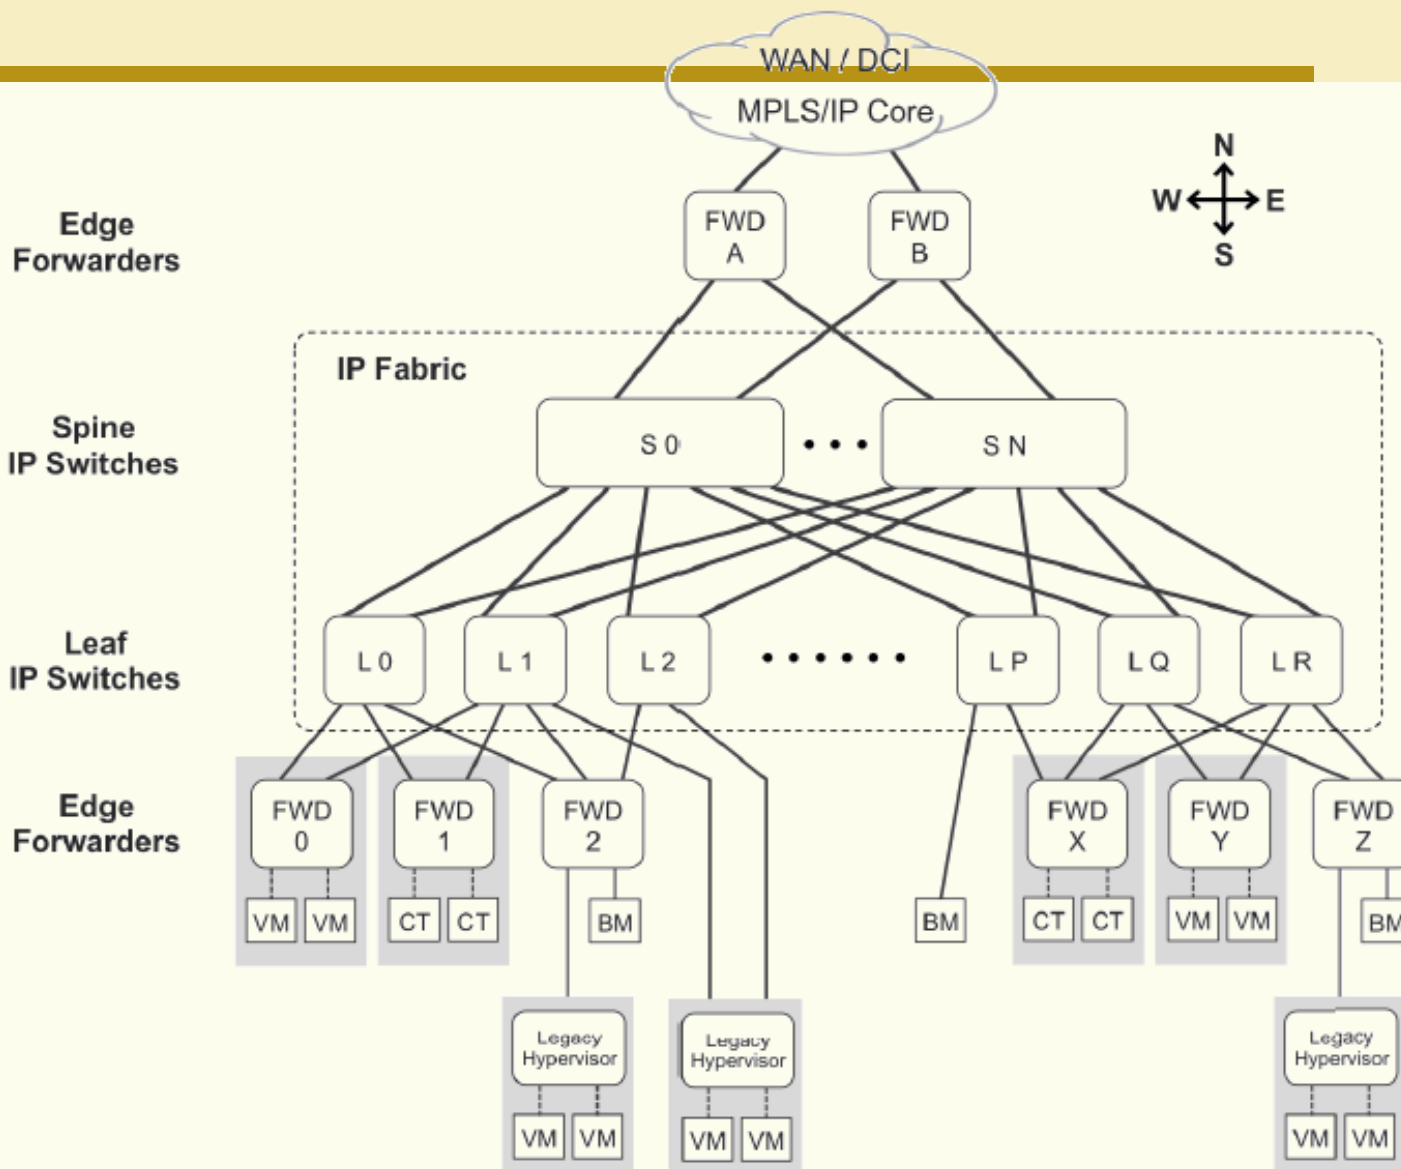 WAN / DCI
MPLS/IP Core
N
W E
S
Edge
Forwarders
FWD
A
FWD
B
IP Fabric
Spine
IP Switches
S 0
S N
Leaf
IP Switches
L 0
L 1
L 2
L P
L Q
L R
Edge
Forwarders
FWD
0
FWD
1
FWD
2
FWD
X
FWD
Y
FWD
Z
VM
VM
CT
CT
BM
BM
CT
CT
VM
VM
BM
Legacy
Hypervisor
Legacy
Hypervisor
Legacy
Hypervisor
VM
VM
VM
VM
VM
VM